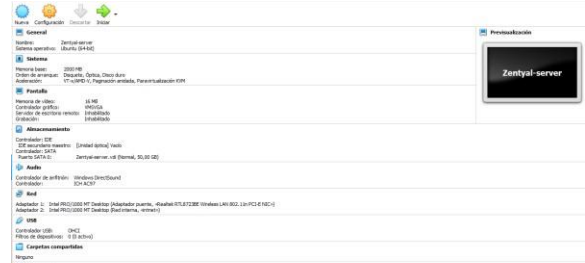 Nueva Configuración Descartar Iniciar
General
Nombre: Zentyal-server
Sistema operativo: Ubuntu (64-bit)
Sistema
Memoria base: 2000 MB
Orden de arranque: Disquete, Óptica, Disco duro
Aceleración: VT-x/AMD-V, Paginación anidada, Paravirtualización KVM
Pantalla
Memoria de vídeo: 16 MB
Controlador gráfico: VMSVGA
Servidor de escritorio remoto: Inhabilitado
Grabación: Inhabilitado
Almacenamiento
Controlador: IDE
IDE secundario maestro: [Unidad óptica] Vacío
Controlador: SATA
Puerto SATA 0: Zentyal-server.vdi (Normal, 50,00 GB)
Audio
Controlador de anfitrión: Windows DirectSound
Controlador: ICH AC97
Red
Adaptador 1: Intel PRO/1000 MT Desktop (Adaptador puente, «Realtek RTL8723BE Wireless LAN 802.11n PCI-E NIC»)
Adaptador 2: Intel PRO/1000 MT Desktop (Red interna, «intnet»)
USB
Controlador USB: OHCI
Filtros de dispositivos: 0 (0 activo)
Carpetas compartidas
Ninguno
Previsualización
Zentyal-server